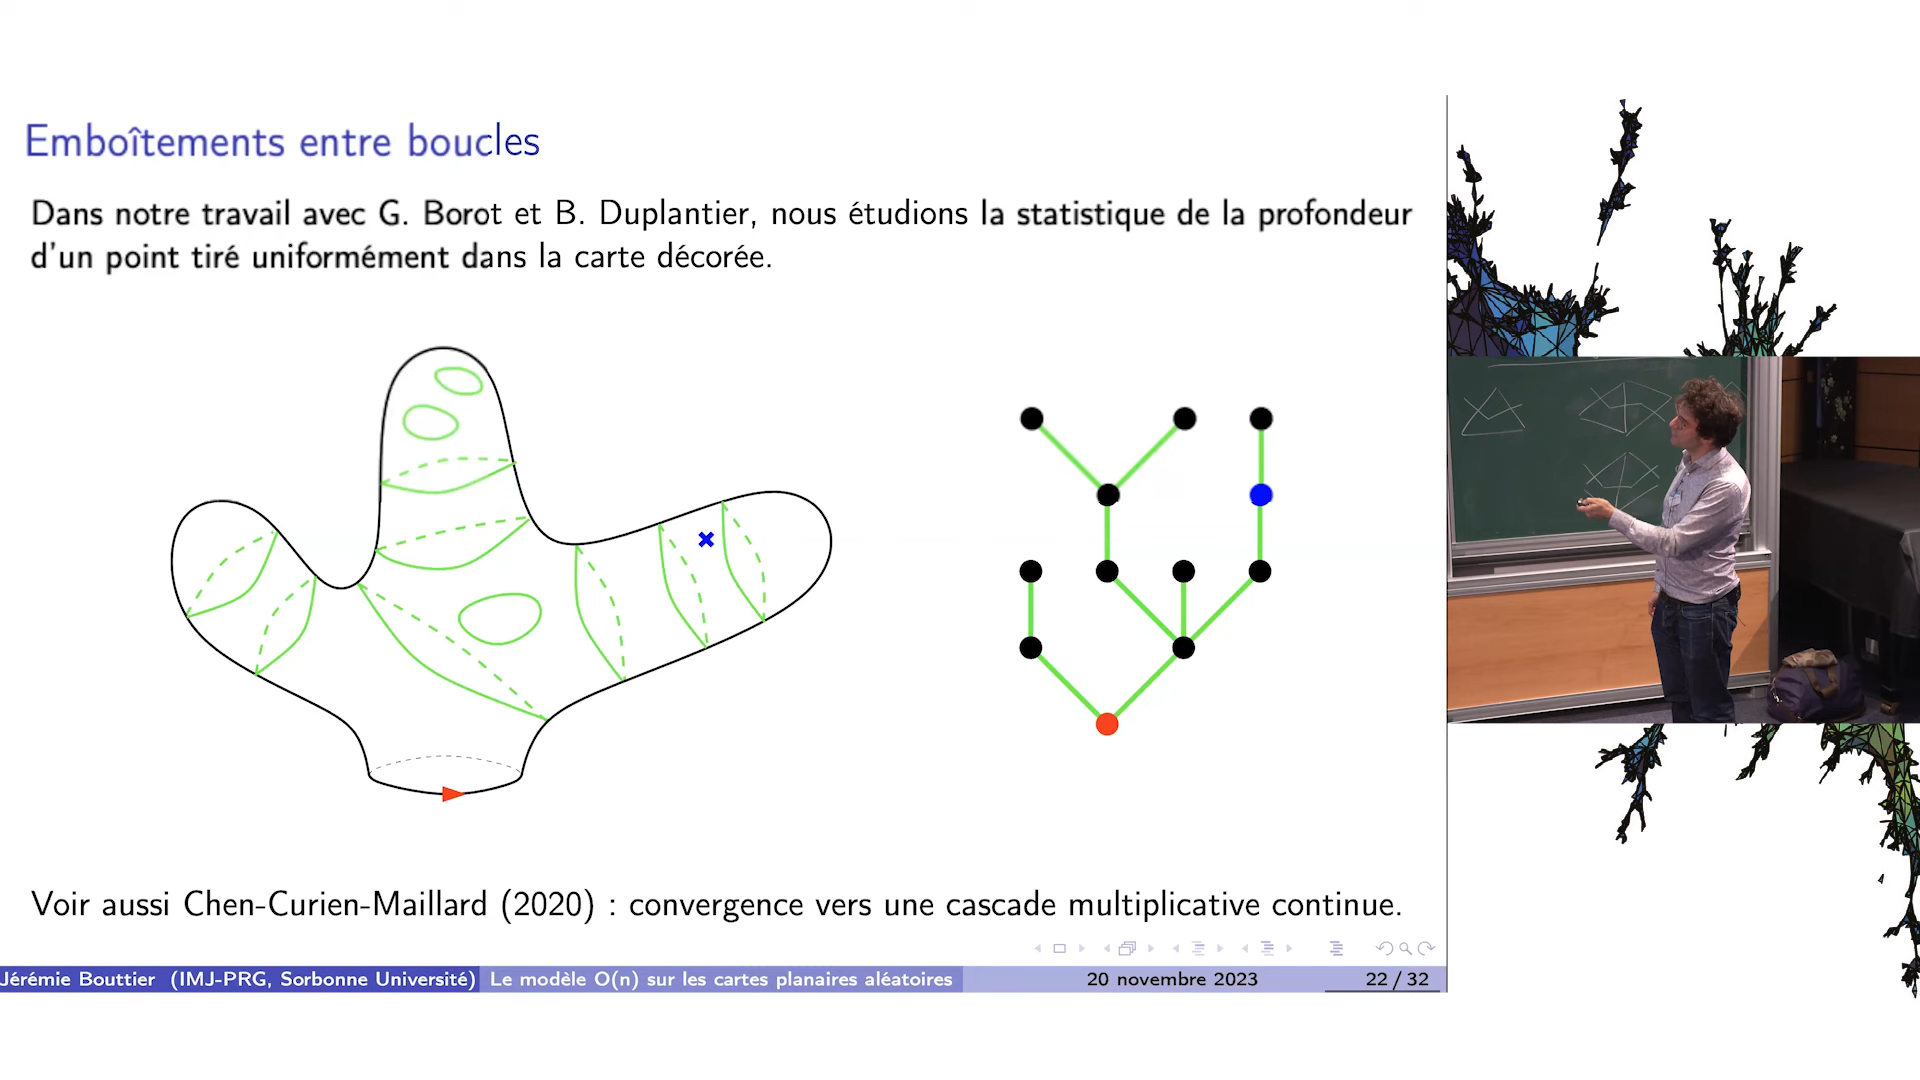 Emboîtements entre boucles
Dans notre travail avec G. Borot et B. Duplantier, nous étudions la statistique de la profondeur
d'un point tiré uniformément dans la carte décorée.
Voir aussi Chen-Curien-Maillard (2020) : convergence vers une cascade multiplicative continue.
Jérémie Bouttier (IMJ-PRG, Sorbonne Université) Le modèle O(n) sur les cartes planaires aléatoires 20 novembre 2023 22 / 32